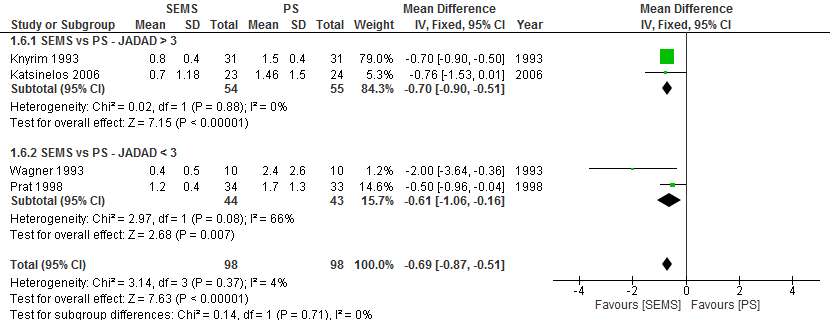 SEMS PS Mean Difference Mean Difference
Study or Subgroup Mean SD Total Mean SD Total Weight IV, Fixed, 95% CI Year IV, Fixed, 95% CI
1.6.1 SEMS vs PS - JADAD > 3
Knyrim 1993 0.8 0.4 31 1.5 0.4 31 79.0% -0.70 [-0.90, -0.50] 1993
Katsinelos 2006 0.7 1.18 23 1.46 1.5 24 5.3% -0.76 [-1.53, 0.01] 2006
Subtotal (95% CI) 54 55 84.3% -0.70 [-0.90, -0.51]
Heterogeneity: Chi² = 0.02, df = 1 (P = 0.88); I² = 0%
Test for overall effect: Z = 7.15 (P < 0.00001)
1.6.2 SEMS vs PS - JADAD < 3
Wagner 1993 0.4 0.5 10 2.4 2.6 10 1.2% -2.00 [-3.64, -0.36] 1993
Prat 1998 1.2 0.4 34 1.7 1.3 33 14.6% -0.50 [-0.96, -0.04] 1998
Subtotal (95% CI) 44 43 15.7% -0.61 [-1.06, -0.16]
Heterogeneity: Chi² = 2.97, df = 1 (P = 0.08); I² = 66%
Test for overall effect: Z = 2.68 (P = 0.007)
Total (95% CI) 98 98 100.0% -0.69 [-0.87, -0.51]
Heterogeneity: Chi² = 3.14, df = 3 (P = 0.37); I² = 4%
Test for overall effect: Z = 7.63 (P < 0.00001)
Test for subgroup differences: Chi² = 0.14, df = 1 (P = 0.71), I² = 0%
-4 -2 0 2 4
Favours [SEMS] Favours [PS]